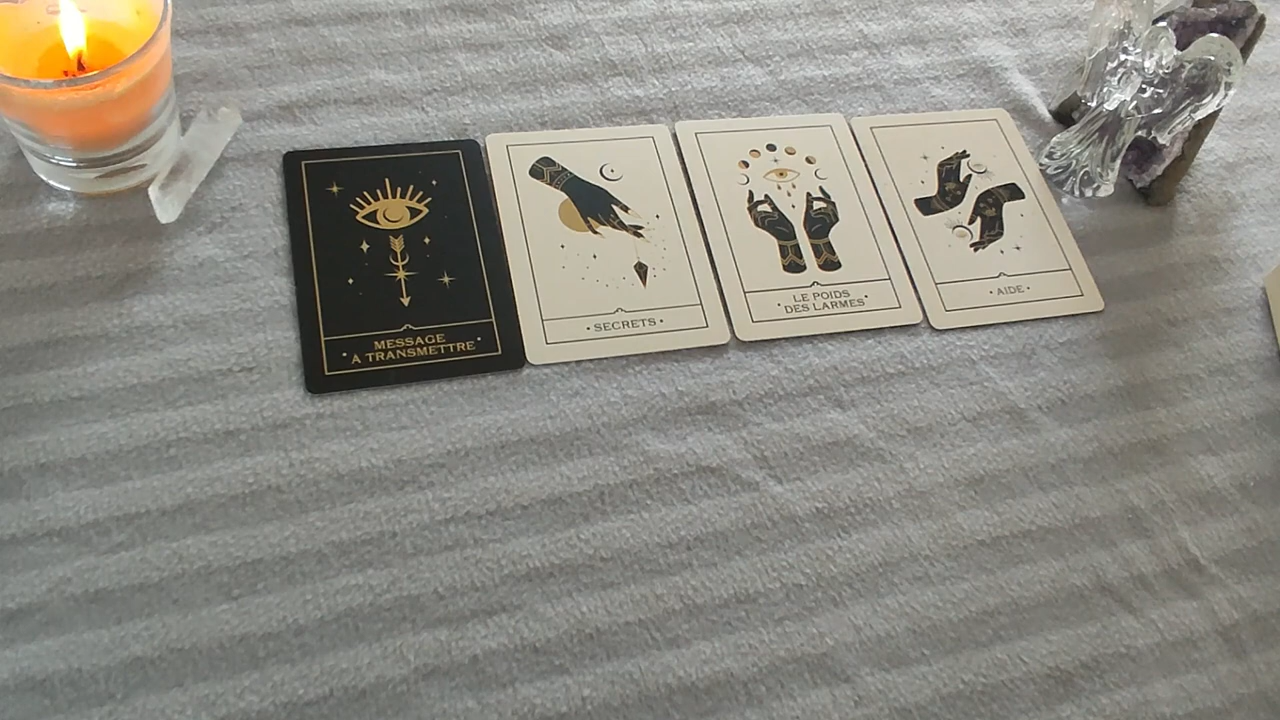 MESSAGE
• A TRANSMETTRE •
• SECRETS •
LE POIDS
• DES LARMES •
• AIDE •